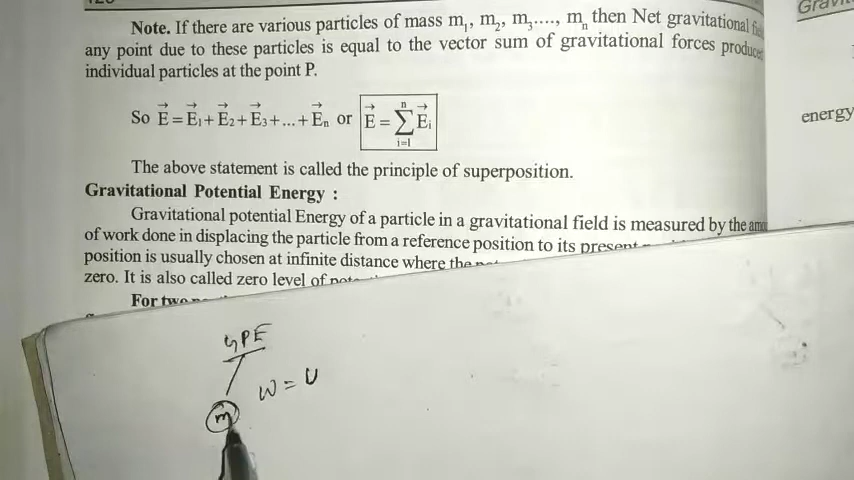 Note. If there are various particles of mass m₁, m₂, m₃...., mₙ then Net gravitational
any point due to these particles is equal to the vector sum of gravitational forces
individual particles at the point P.
So E⃗ = E⃗₁ + E⃗₂ + E⃗₃ + ... + E⃗ₙ or E⃗ = ∑ⁿᵢ₌₁ E⃗ᵢ
The above statement is called the principle of superposition.
Gravitational Potential Energy :
Gravitational potential Energy of a particle in a gravitational field is measured by the
of work done in displacing the particle from a reference position to its present
position is usually chosen at infinite distance where the
zero. It is also called zero level of
For two
energy
GPE
W = U
m